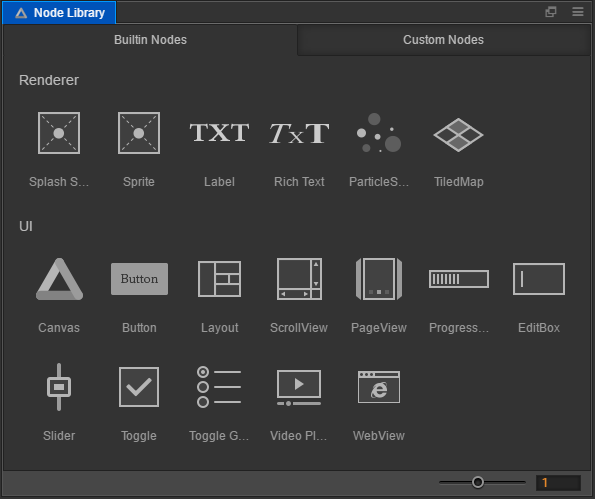 Node Library
Builtin Nodes Custom Nodes
Renderer
TXT TxT
Splash S... Sprite Label Rich Text ParticleS... TiledMap
UI
Button
Canvas Button Layout ScrollView PageView Progress... EditBox
Slider Toggle Toggle G... Video Pl... WebView
1